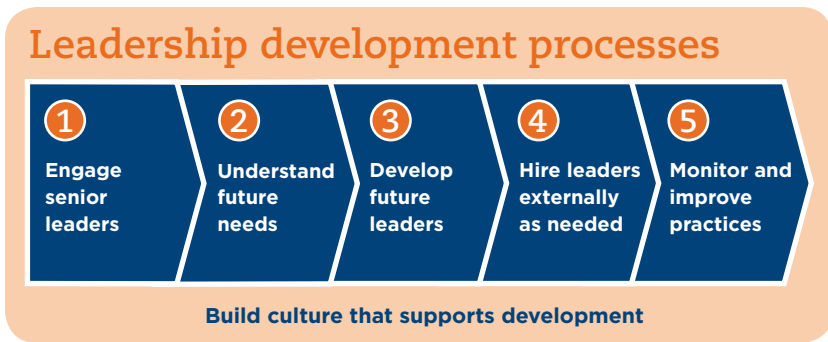 Leadership development processes
1
Engage
senior
leaders
2
Understand
future
needs
3
Develop
future
leaders
4
Hire leaders
externally
as needed
5
Monitor and
improve
practices
Build culture that supports development